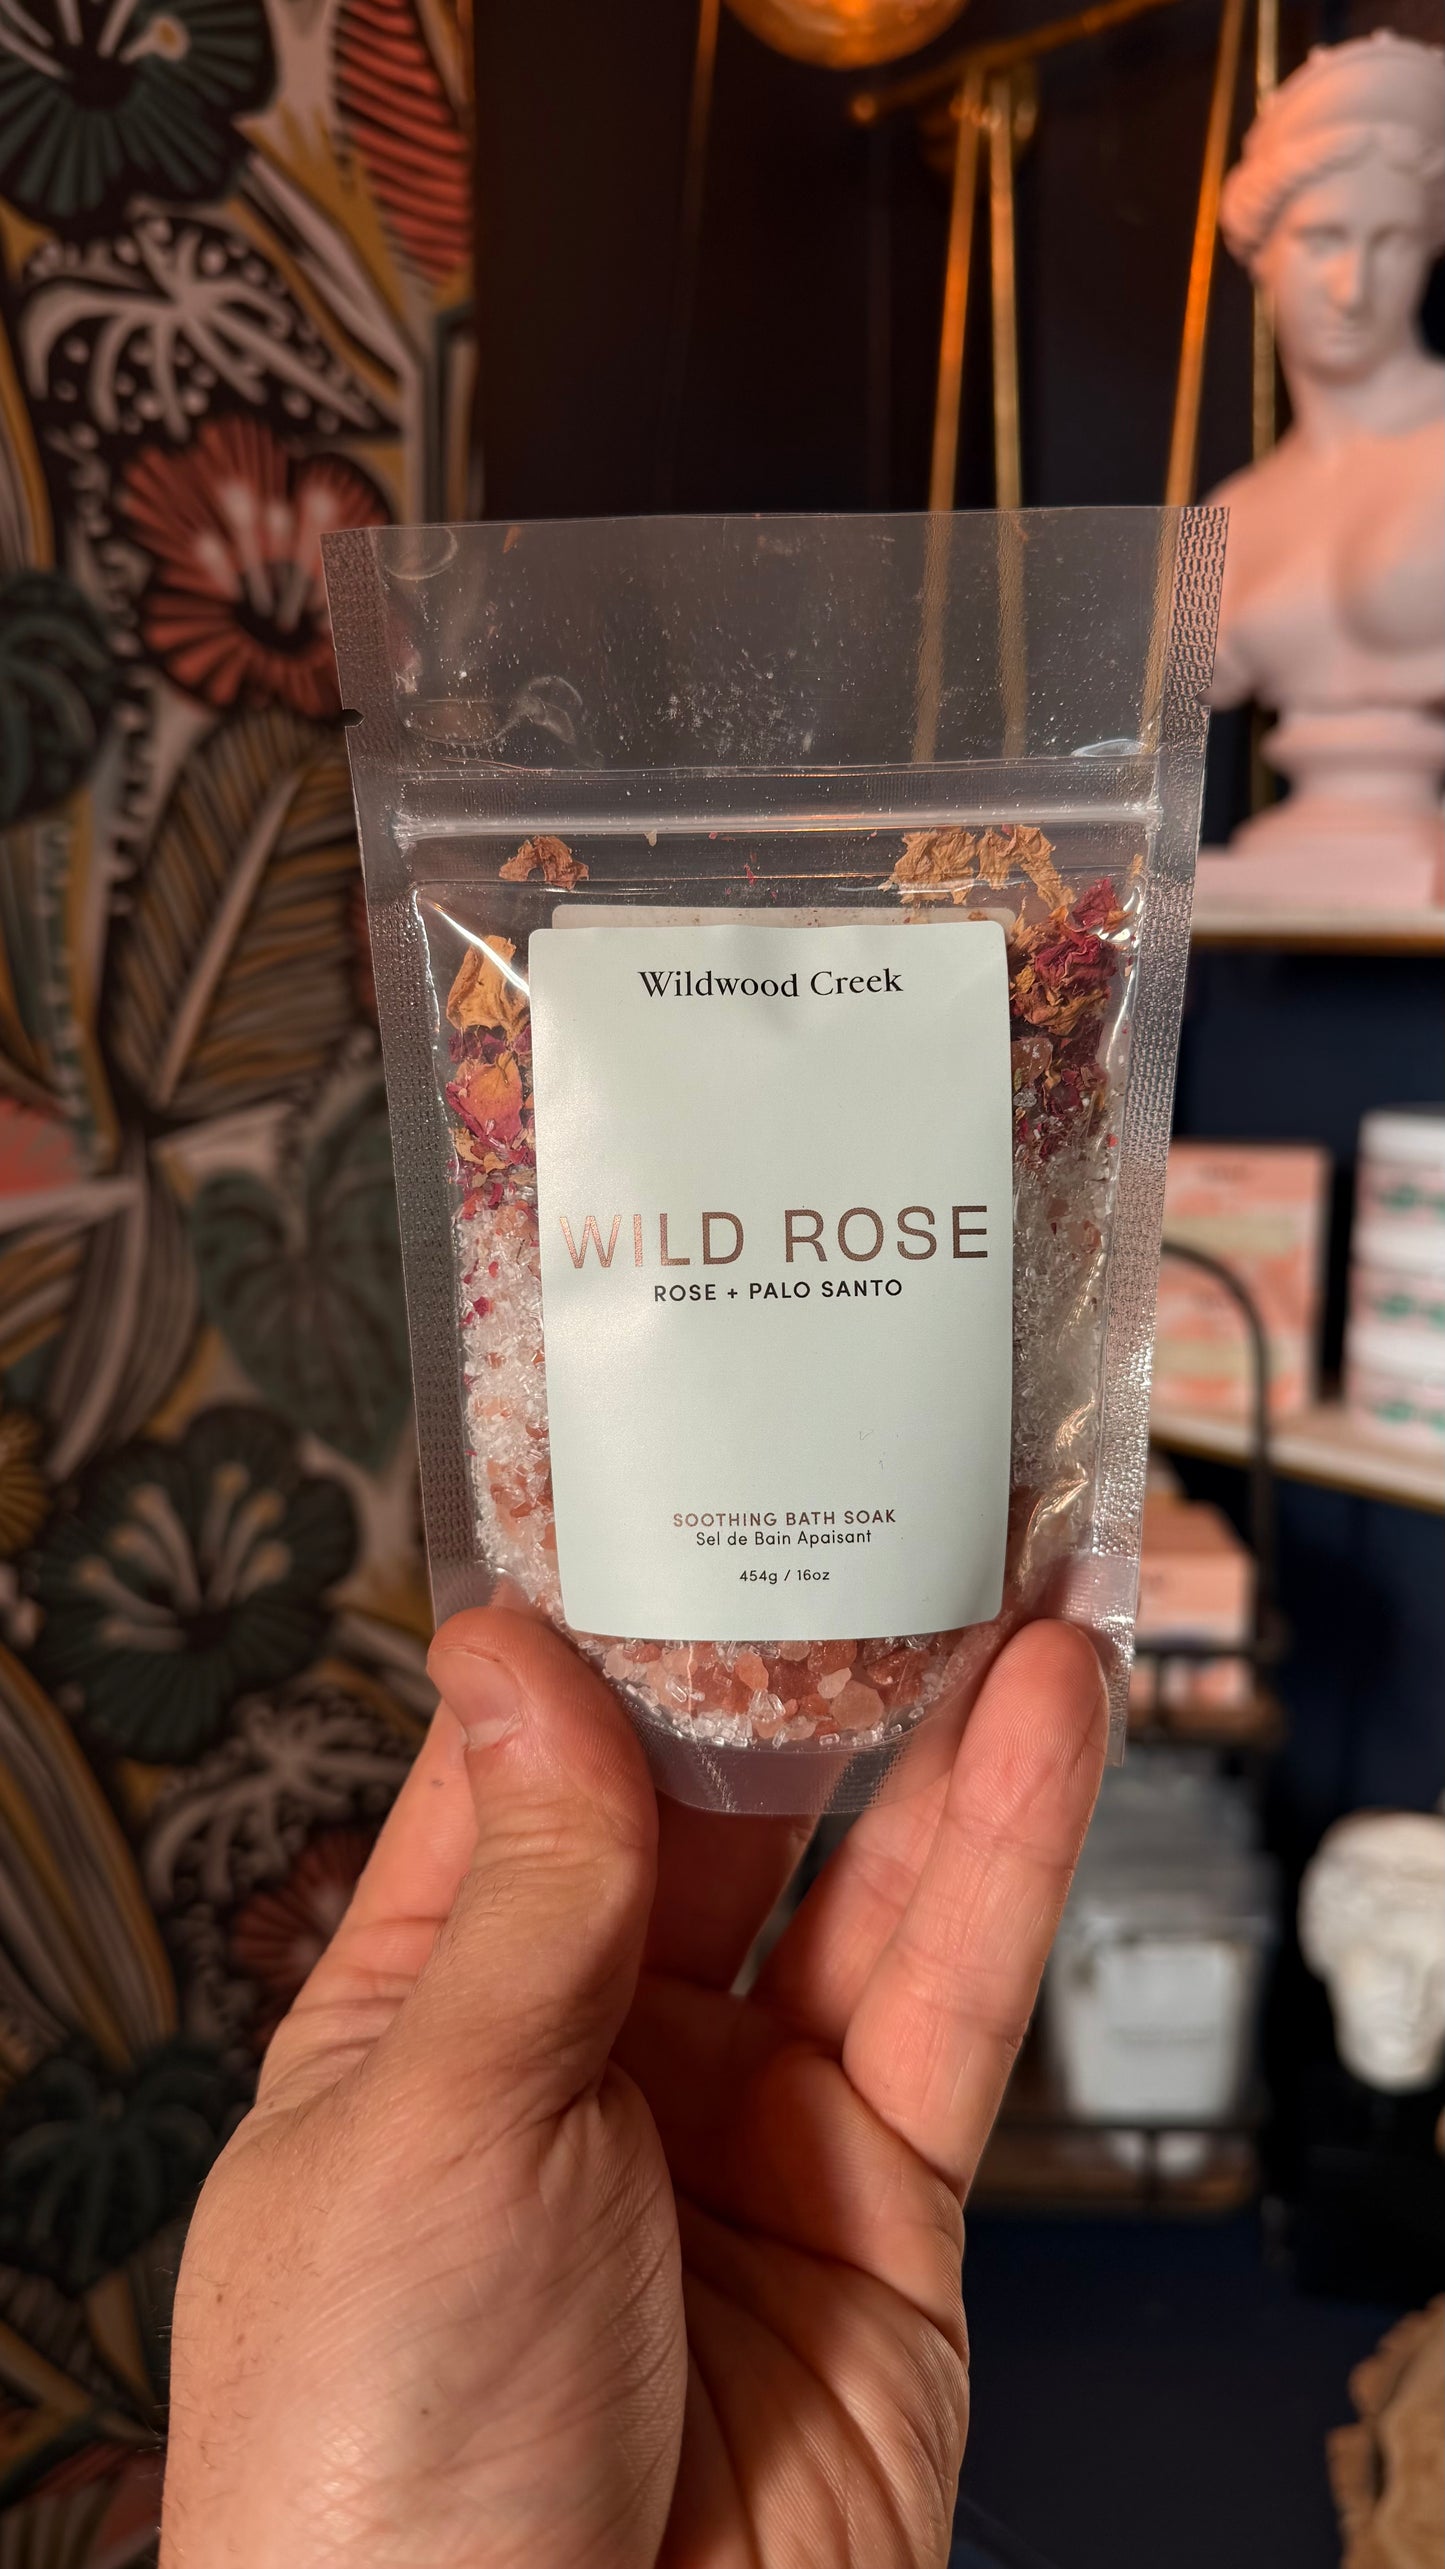 Wildwood Creek
WILD ROSE
ROSE + PALO SANTO
SOOTHING BATH SOAK
Sel de Bain Apaisant
454g / 16oz